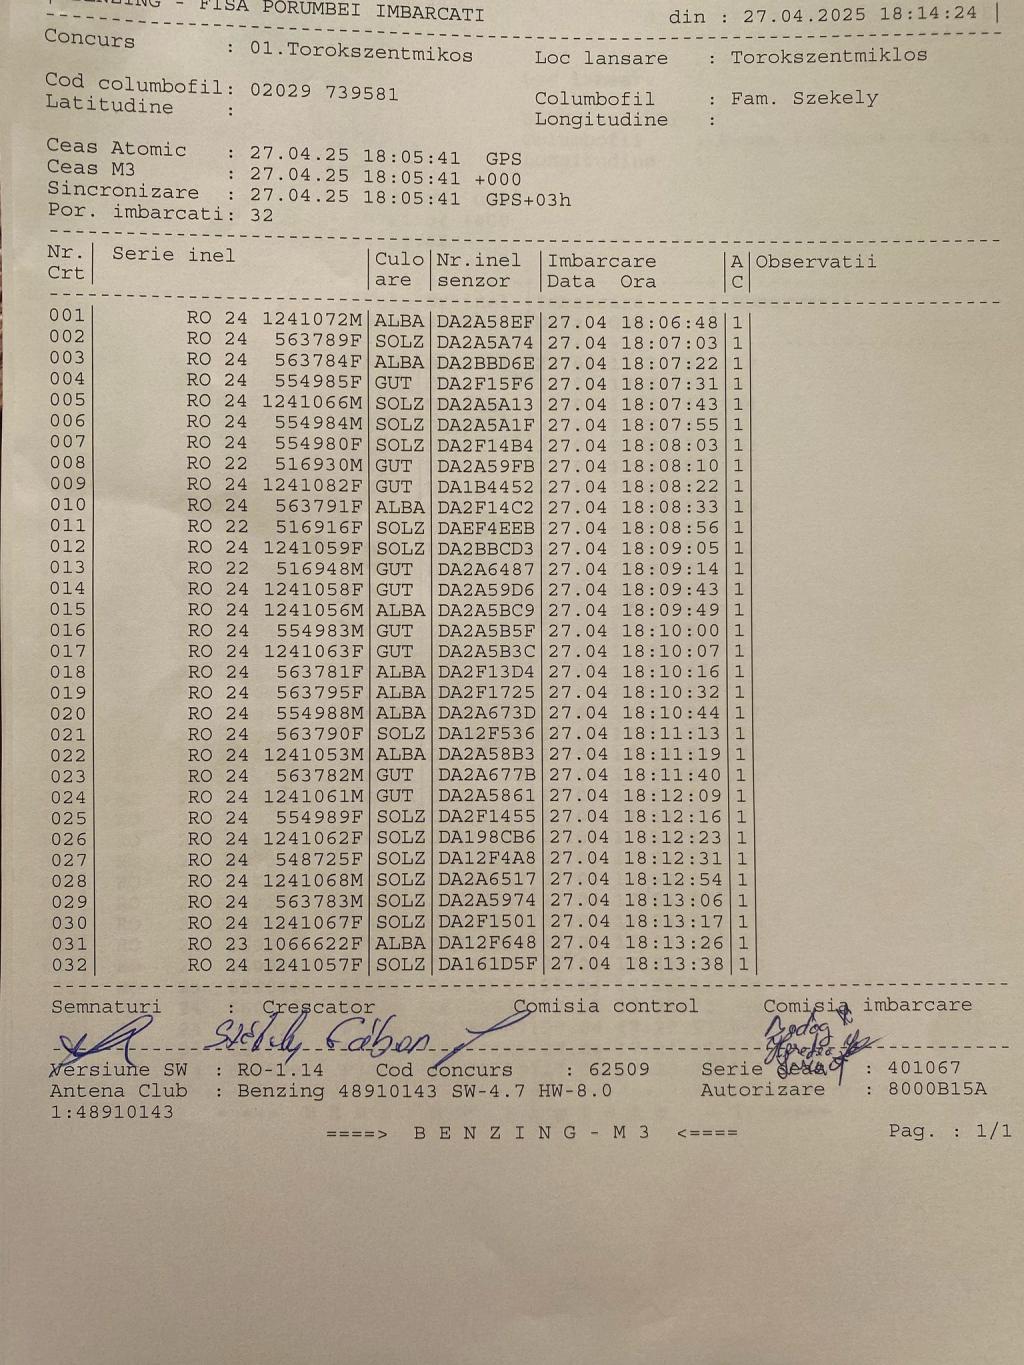 BENZING - FISA PORUMBEI IMBARCATI din : 27.04.2025 18:14:24 |
Concurs : 01.Torokszentmikos Loc lansare : Torokszentmiklos
Cod columbofil: 02029 739581 Columbofil : Fam. Szekely
Latitudine : Longitudine :
Ceas Atomic : 27.04.25 18:05:41 GPS
Ceas M3 : 27.04.25 18:05:41 +000
Sincronizare : 27.04.25 18:05:41 GPS+03h
Por. imbarcati: 32
Nr. | Serie inel | Culo | Nr.inel | Imbarcare | A | Observatii
Crt | | are | senzor | Data Ora | C |
001 | RO 24 1241072M | ALBA | DA2A58EF | 27.04 18:06:48 | 1 |
002 | RO 24 563789F | SOLZ | DA2A5A74 | 27.04 18:07:03 | 1 |
003 | RO 24 563784F | ALBA | DA2BBD6E | 27.04 18:07:22 | 1 |
004 | RO 24 554985F | GUT | DA2F15F6 | 27.04 18:07:31 | 1 |
005 | RO 24 1241066M | SOLZ | DA2A5A13 | 27.04 18:07:43 | 1 |
006 | RO 24 554984M | SOLZ | DA2A5A1F | 27.04 18:07:55 | 1 |
007 | RO 24 554980F | SOLZ | DA2F14B4 | 27.04 18:08:03 | 1 |
008 | RO 22 516930M | GUT | DA2A59FB | 27.04 18:08:10 | 1 |
009 | RO 24 1241082F | GUT | DA1B4452 | 27.04 18:08:22 | 1 |
010 | RO 24 563791F | ALBA | DA2F14C2 | 27.04 18:08:33 | 1 |
011 | RO 22 516916F | SOLZ | DAEF4EEB | 27.04 18:08:56 | 1 |
012 | RO 24 1241059F | SOLZ | DA2BBCD3 | 27.04 18:09:05 | 1 |
013 | RO 22 516948M | GUT | DA2A6487 | 27.04 18:09:14 | 1 |
014 | RO 24 1241058F | GUT | DA2A59D6 | 27.04 18:09:43 | 1 |
015 | RO 24 1241056M | ALBA | DA2A5BC9 | 27.04 18:09:49 | 1 |
016 | RO 24 554983M | GUT | DA2A5B5F | 27.04 18:10:00 | 1 |
017 | RO 24 1241063F | GUT | DA2A5B3C | 27.04 18:10:07 | 1 |
018 | RO 24 563781F | ALBA | DA2F13D4 | 27.04 18:10:16 | 1 |
019 | RO 24 563795F | ALBA | DA2F1725 | 27.04 18:10:32 | 1 |
020 | RO 24 554988M | ALBA | DA2A673D | 27.04 18:10:44 | 1 |
021 | RO 24 563790F | SOLZ | DA12F536 | 27.04 18:11:13 | 1 |
022 | RO 24 1241053M | ALBA | DA2A58B3 | 27.04 18:11:19 | 1 |
023 | RO 24 563782M | GUT | DA2A677B | 27.04 18:11:40 | 1 |
024 | RO 24 1241061M | GUT | DA2A5861 | 27.04 18:12:09 | 1 |
025 | RO 24 554989F | SOLZ | DA2F1455 | 27.04 18:12:16 | 1 |
026 | RO 24 1241062F | SOLZ | DA198CB6 | 27.04 18:12:23 | 1 |
027 | RO 24 548725F | SOLZ | DA12F4A8 | 27.04 18:12:31 | 1 |
028 | RO 24 1241068M | SOLZ | DA2A6517 | 27.04 18:12:54 | 1 |
029 | RO 24 563783M | SOLZ | DA2A5974 | 27.04 18:13:06 | 1 |
030 | RO 24 1241067F | SOLZ | DA2F1501 | 27.04 18:13:17 | 1 |
031 | RO 23 1066622F | ALBA | DA12F648 | 27.04 18:13:26 | 1 |
032 | RO 24 1241057F | SOLZ | DA161D5F | 27.04 18:13:38 | 1 |
Semnaturi : Crescator Comisia control Comisia imbarcare
Székely Gábor
Versiune SW : RO-1.14 Cod concurs : 62509 Serie ceas : 401067
Antena Club : Benzing 48910143 SW-4.7 HW-8.0 Autorizare : 8000B15A
1:48910143
====> B E N Z I N G - M 3 <==== Pag. : 1/1